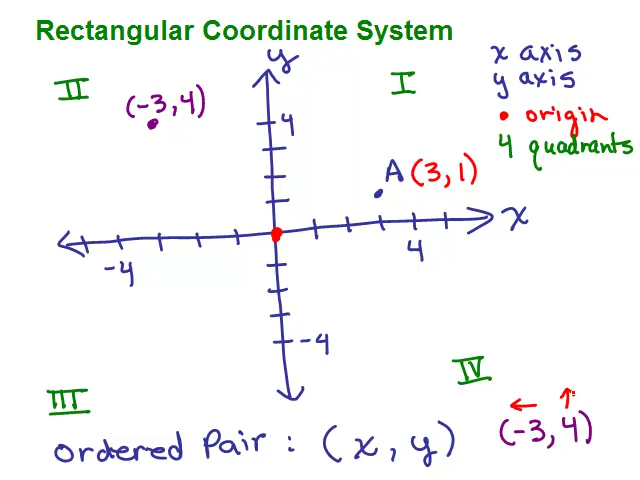 Rectangular Coordinate System
y
x axis
II
I
y axis
(-3,4)
• origin
4
4 quadrants
A (3,1)
x
4
-4
-4
IV
III
(-3,4)
Ordered Pair : (x,y)